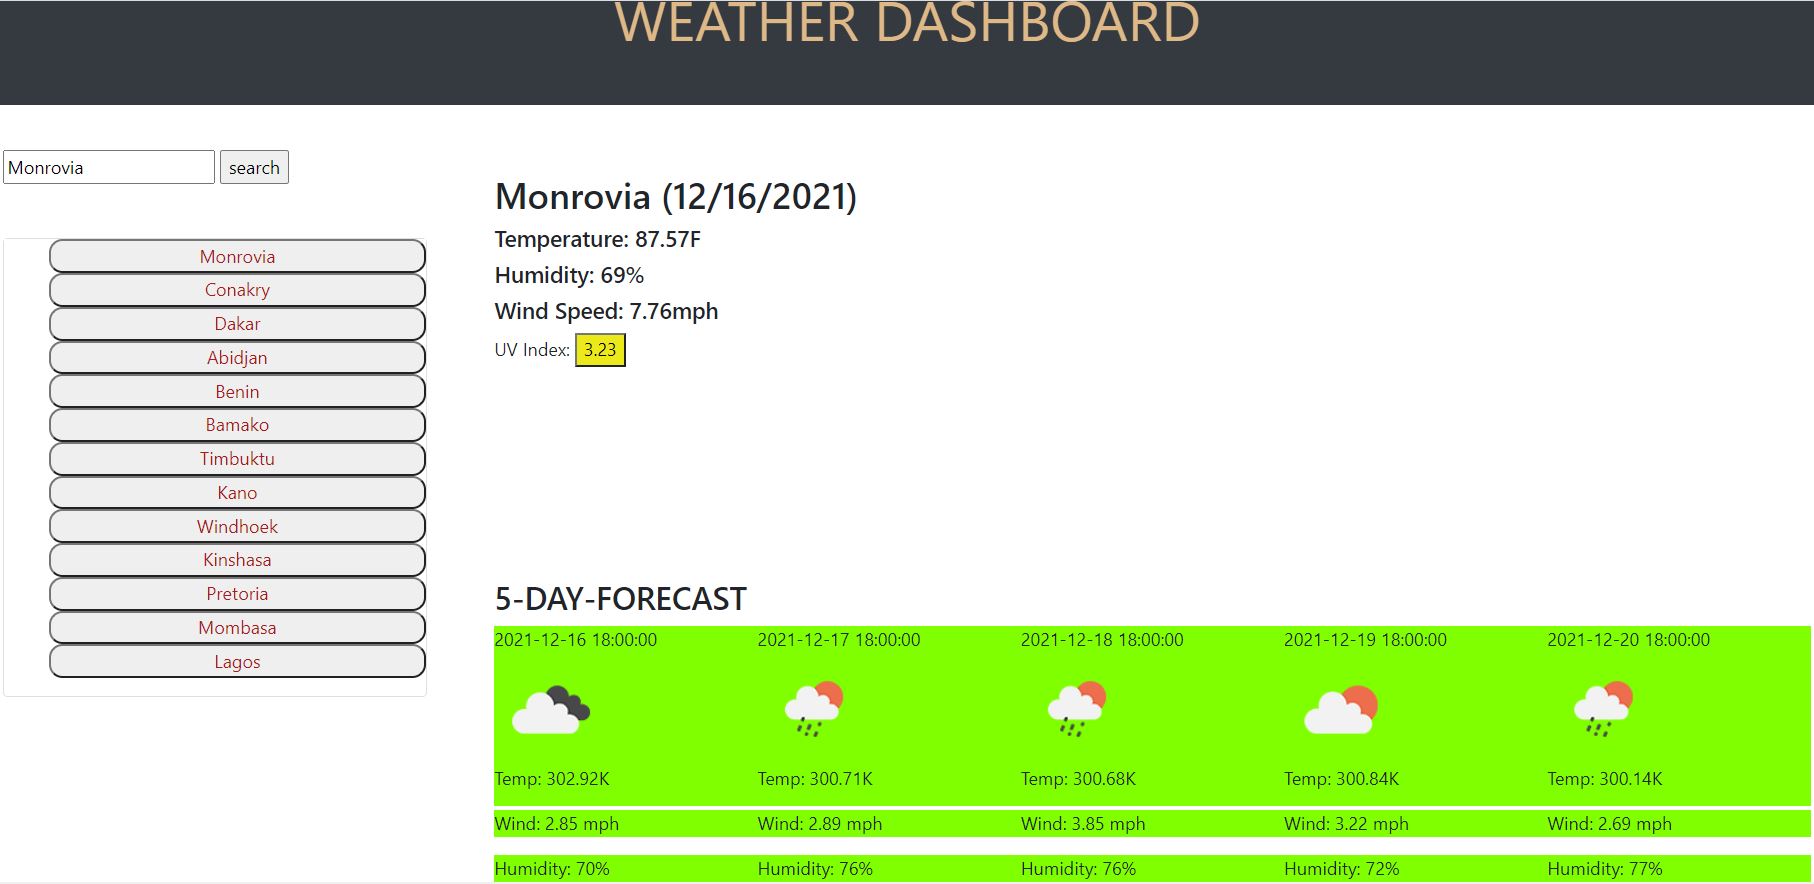 WEATHER DASHBOARD
Monrovia search
Monrovia
Conakry
Dakar
Abidjan
Benin
Bamako
Timbuktu
Kano
Windhoek
Kinshasa
Pretoria
Mombasa
Lagos
Monrovia (12/16/2021)
Temperature: 87.57F
Humidity: 69%
Wind Speed: 7.76mph
UV Index: 3.23
5-DAY-FORECAST
2021-12-16 18:00:00 2021-12-17 18:00:00 2021-12-18 18:00:00 2021-12-19 18:00:00 2021-12-20 18:00:00
Temp: 302.92K Temp: 300.71K Temp: 300.68K Temp: 300.84K Temp: 300.14K
Wind: 2.85 mph Wind: 2.89 mph Wind: 3.85 mph Wind: 3.22 mph Wind: 2.69 mph
Humidity: 70% Humidity: 76% Humidity: 76% Humidity: 72% Humidity: 77%